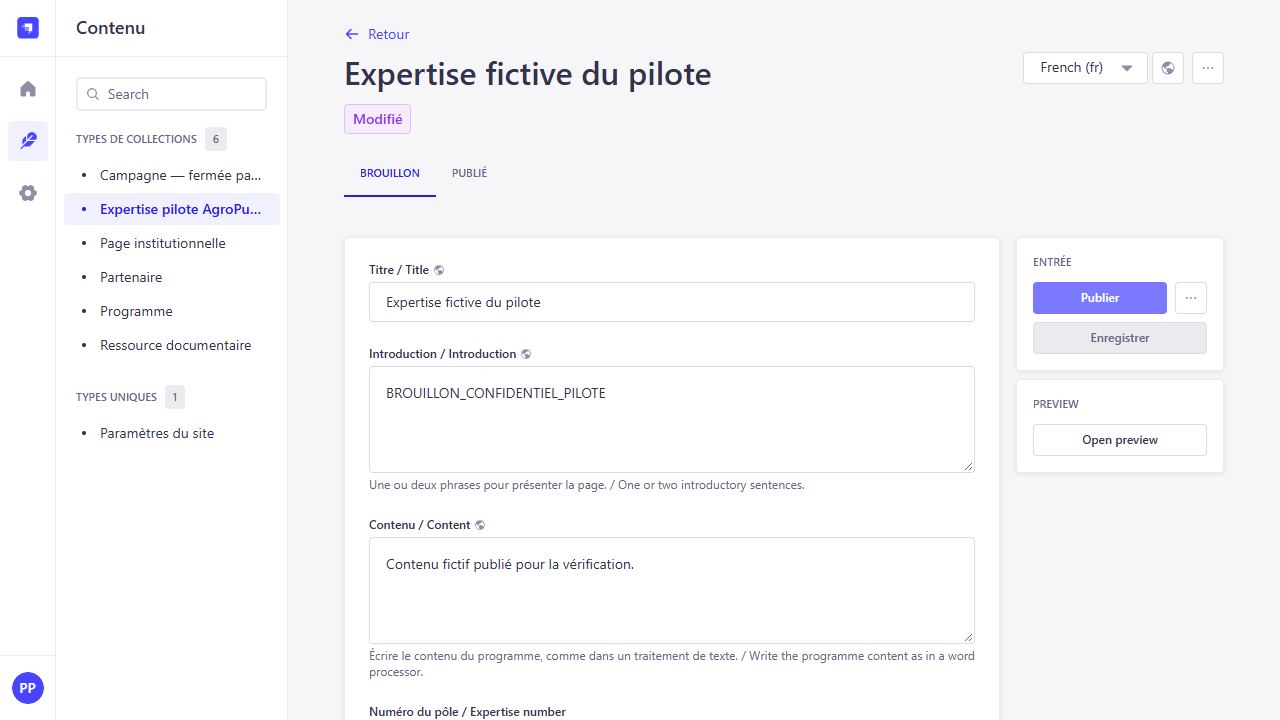 Contenu
Search
TYPES DE COLLECTIONS 6
Campagne — fermée pa...
Expertise pilote AgroPu...
Page institutionnelle
Partenaire
Programme
Ressource documentaire
TYPES UNIQUES 1
Paramètres du site
PP
Retour
Expertise fictive du pilote
French (fr)
Modifié
BROUILLON
PUBLIÉ
Titre / Title
Expertise fictive du pilote
Introduction / Introduction
BROUILLON_CONFIDENTIEL_PILOTE
Une ou deux phrases pour présenter la page. / One or two introductory sentences.
Contenu / Content
Contenu fictif publié pour la vérification.
Écrire le contenu du programme, comme dans un traitement de texte. / Write the programme content as in a word
processor.
Numéro du pôle / Expertise number
ENTRÉE
Publier
Enregistrer
PREVIEW
Open preview